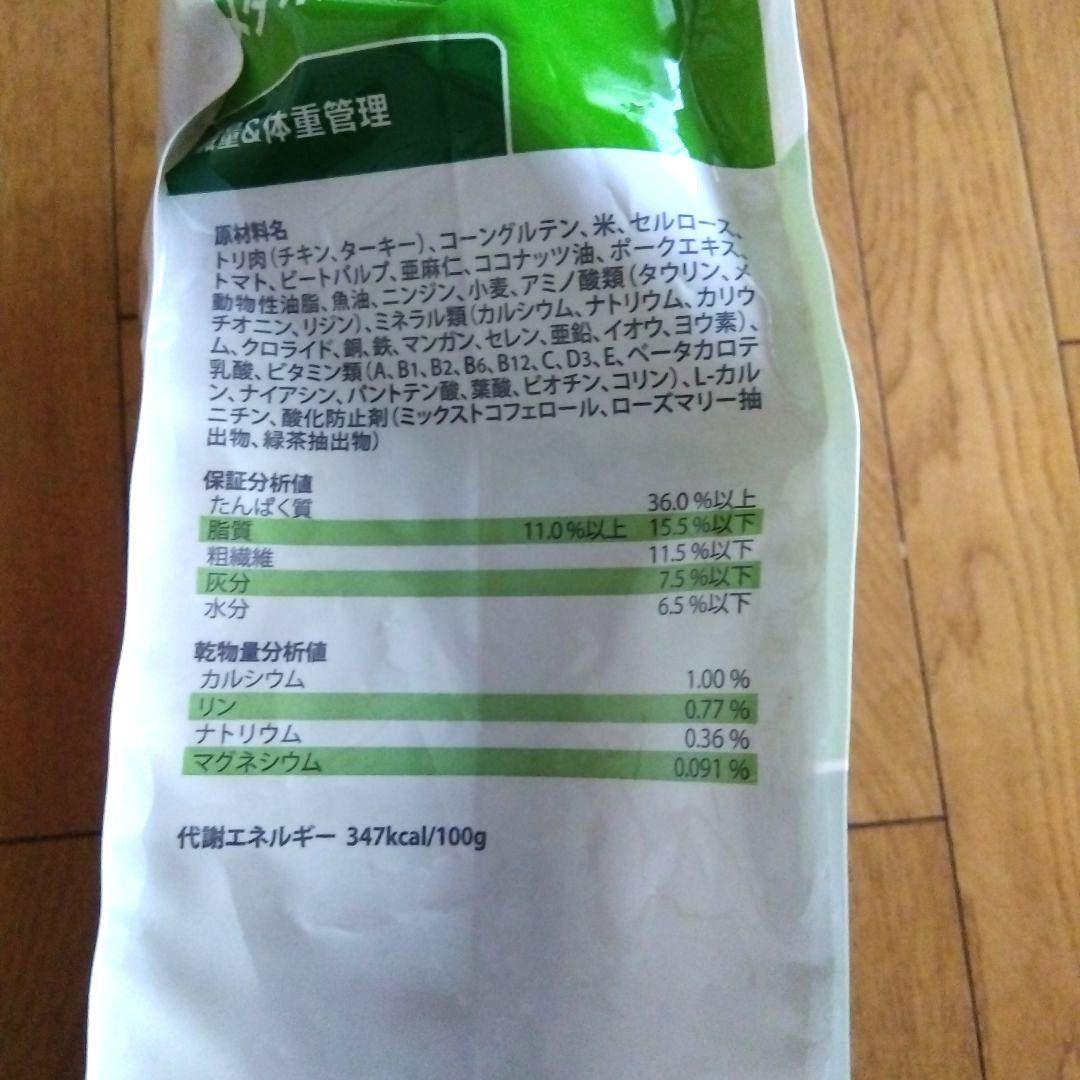 メタ
減量&体重管理
原材料名
トリ肉(チキン、ターキー)、コーングルテン、米、セルロース、
トマト、ビートパルプ、亜麻仁、ココナッツ油、ポークエキス、
動物性油脂、魚油、ニンジン、小麦、アミノ酸類(タウリン、メ
チオニン、リジン)、ミネラル類(カルシウム、ナトリウム、カリウ
ム、クロライド、銅、鉄、マンガン、セレン、亜鉛、イオウ、ヨウ素)、
乳酸、ビタミン類(A、B1、B2、B6、B12、C、D3、E、ベータカロテ
ン、ナイアシン、パントテン酸、葉酸、ビオチン、コリン)、L-カル
ニチン、酸化防止剤(ミックストコフェロール、ローズマリー抽
出物、緑茶抽出物)
保証分析値
たんぱく質 36.0 %以上
脂質 11.0 %以上 15.5 %以下
粗繊維 11.5 %以下
灰分 7.5 %以下
水分 6.5 %以下
乾物量分析値
カルシウム 1.00 %
リン 0.77 %
ナトリウム 0.36 %
マグネシウム 0.091 %
代謝エネルギー 347kcal/100g